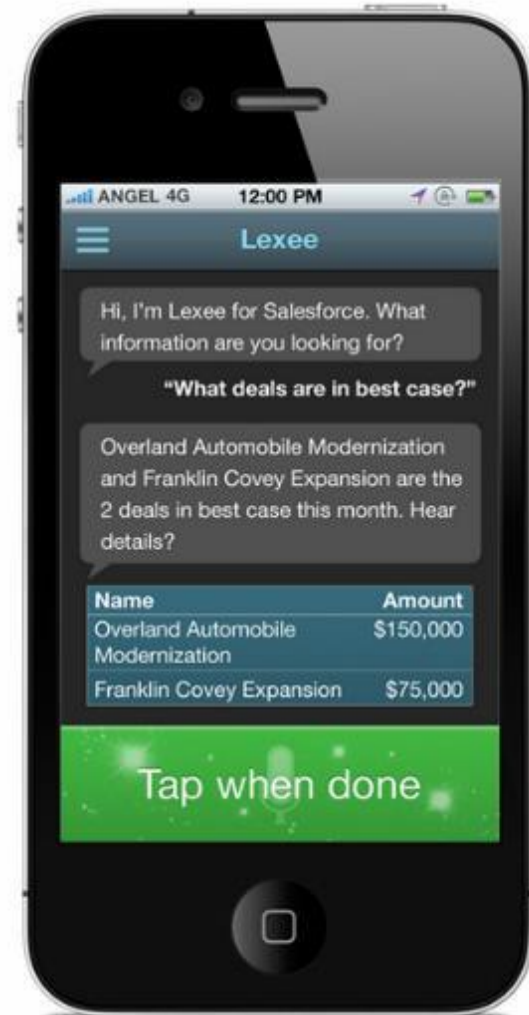 ANGEL 4G 12:00 PM
Lexee
Hi, I'm Lexee for Salesforce. What
information are you looking for?
“What deals are in best case?”
Overland Automobile Modernization
and Franklin Covey Expansion are the
2 deals in best case this month. Hear
details?
Name Amount
Overland Automobile $150,000
Modernization
Franklin Covey Expansion $75,000
Tap when done